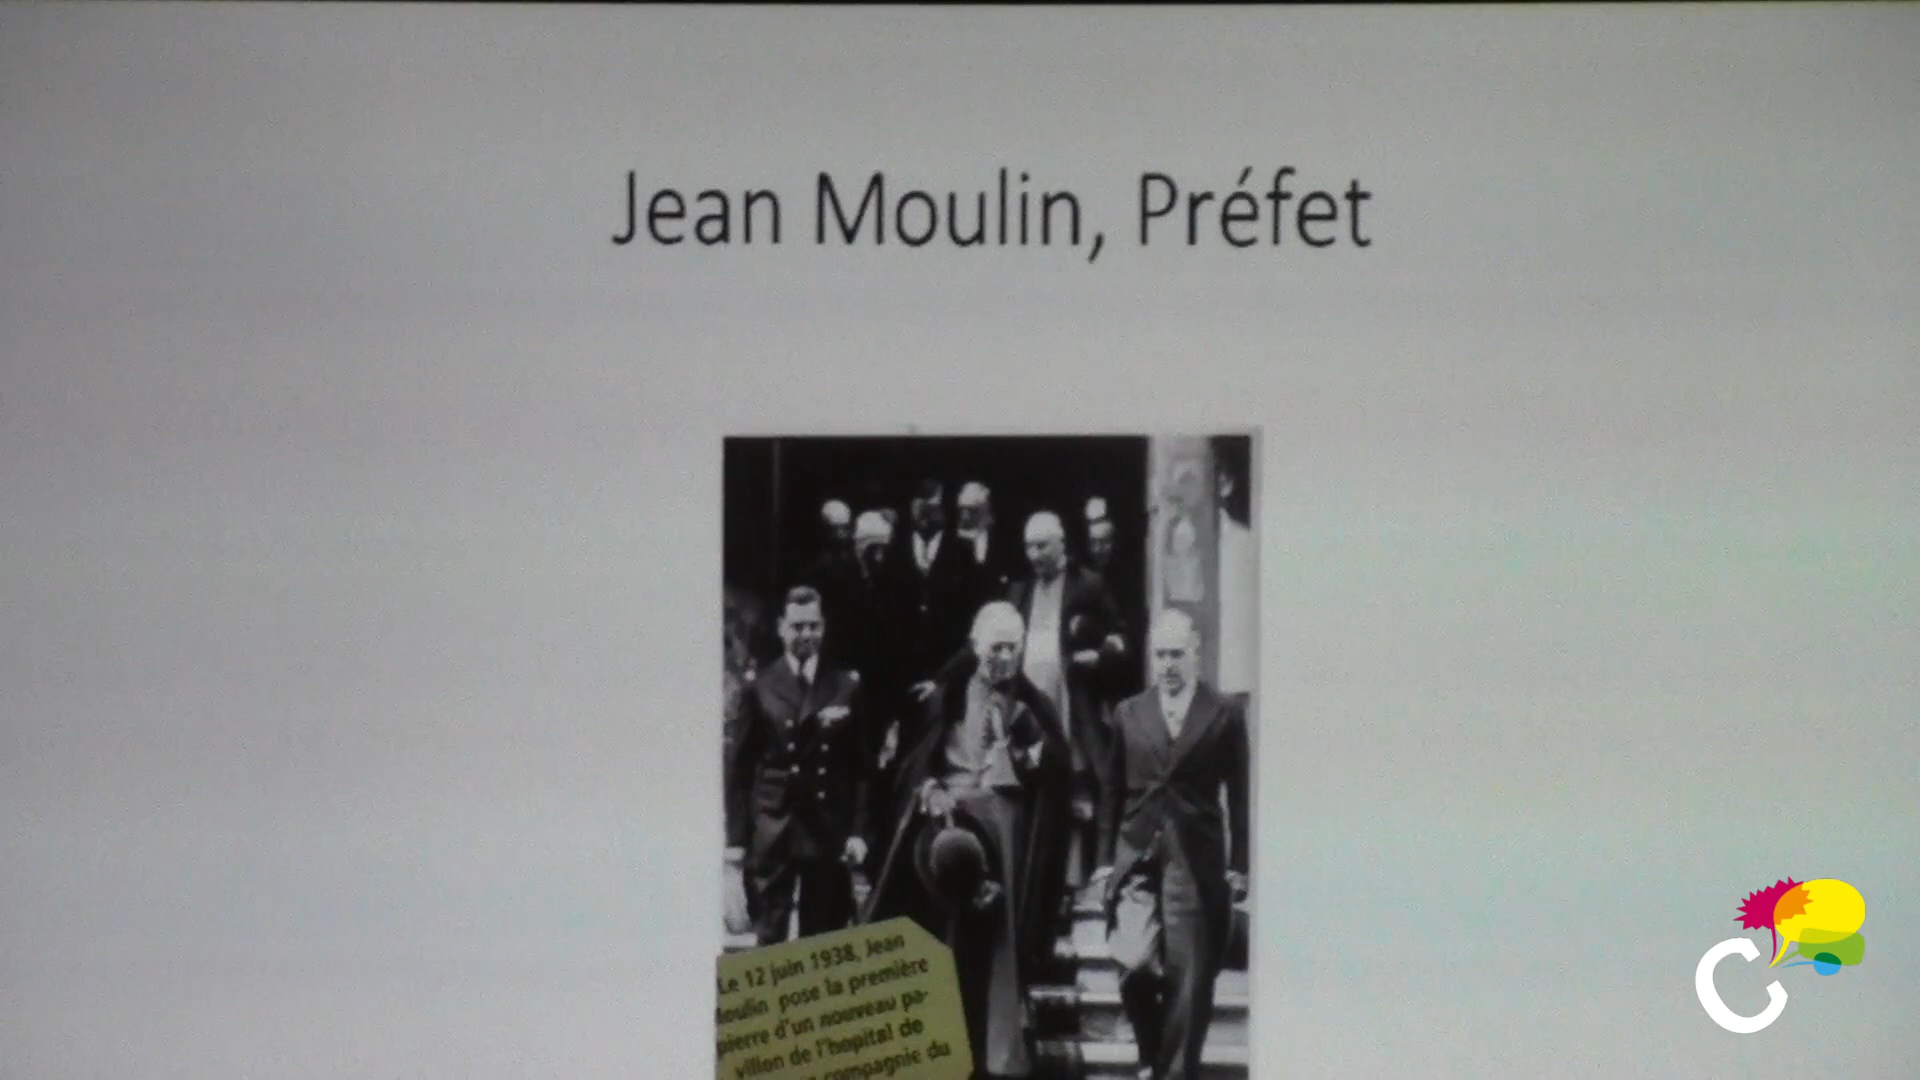 Jean Moulin, Préfet
Le 12 juin 1938, Jean
Moulin pose la première
pierre d'un nouveau pa-
villon de l'hopital de
compagnie du
C